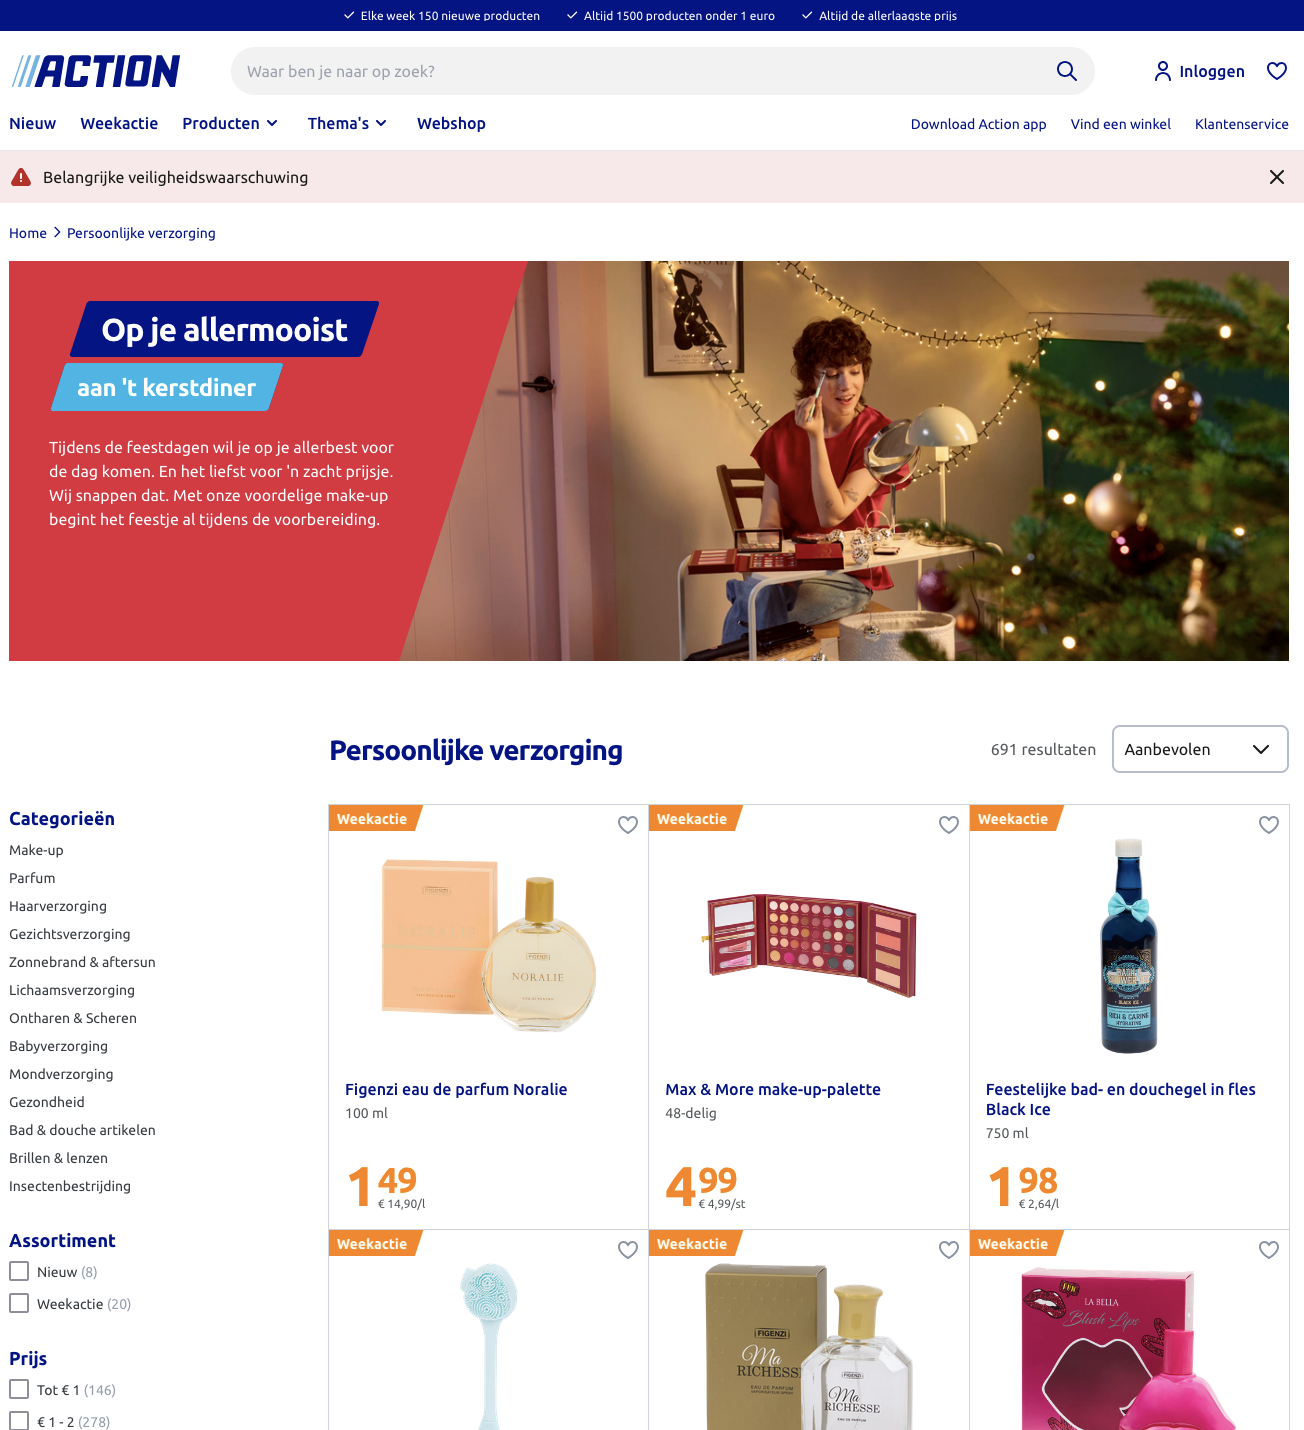 Elke week 150 nieuwe producten
Altijd 1500 producten onder 1 euro
Altijd de allerlaagste prijs
ACTION
Waar ben je naar op zoek?
Inloggen
Nieuw
Weekactie
Producten
Thema's
Webshop
Download Action app
Vind een winkel
Klantenservice
Belangrijke veiligheidswaarschuwing
Home
Persoonlijke verzorging
Op je allermooist
aan 't kerstdiner
Tijdens de feestdagen wil je op je allerbest voor
de dag komen. En het liefst voor 'n zacht prijsje.
Wij snappen dat. Met onze voordelige make-up
begint het feestje al tijdens de voorbereiding.
Persoonlijke verzorging
691 resultaten
Aanbevolen
Categorieën
Make-up
Parfum
Haarverzorging
Gezichtsverzorging
Zonnebrand & aftersun
Lichaamsverzorging
Ontharen & Scheren
Babyverzorging
Mondverzorging
Gezondheid
Bad & douche artikelen
Brillen & lenzen
Insectenbestrijding
Assortiment
Nieuw (8)
Weekactie (20)
Prijs
Tot € 1 (146)
€ 1 - 2 (278)
Weekactie
FIGENZI
NORALIE
FIGENZI
NORALIE
EAU DE PARFUM
Figenzi eau de parfum Noralie
100 ml
1 49
€ 14,90/l
Weekactie
Max & More make-up-palette
48-delig
4 99
€ 4,99/st
Weekactie
BLACK ICE
RICH & CARING
HYDRATING
Feestelijke bad- en douchegel in fles
Black Ice
750 ml
1 98
€ 2,64/l
Weekactie
Weekactie
FIGENZI
Ma
RICHESSE
EAU DE PARFUM
FIGENZI
Ma
RICHESSE
EAU DE PARFUM
Weekactie
LA BELLA
Blush Lips